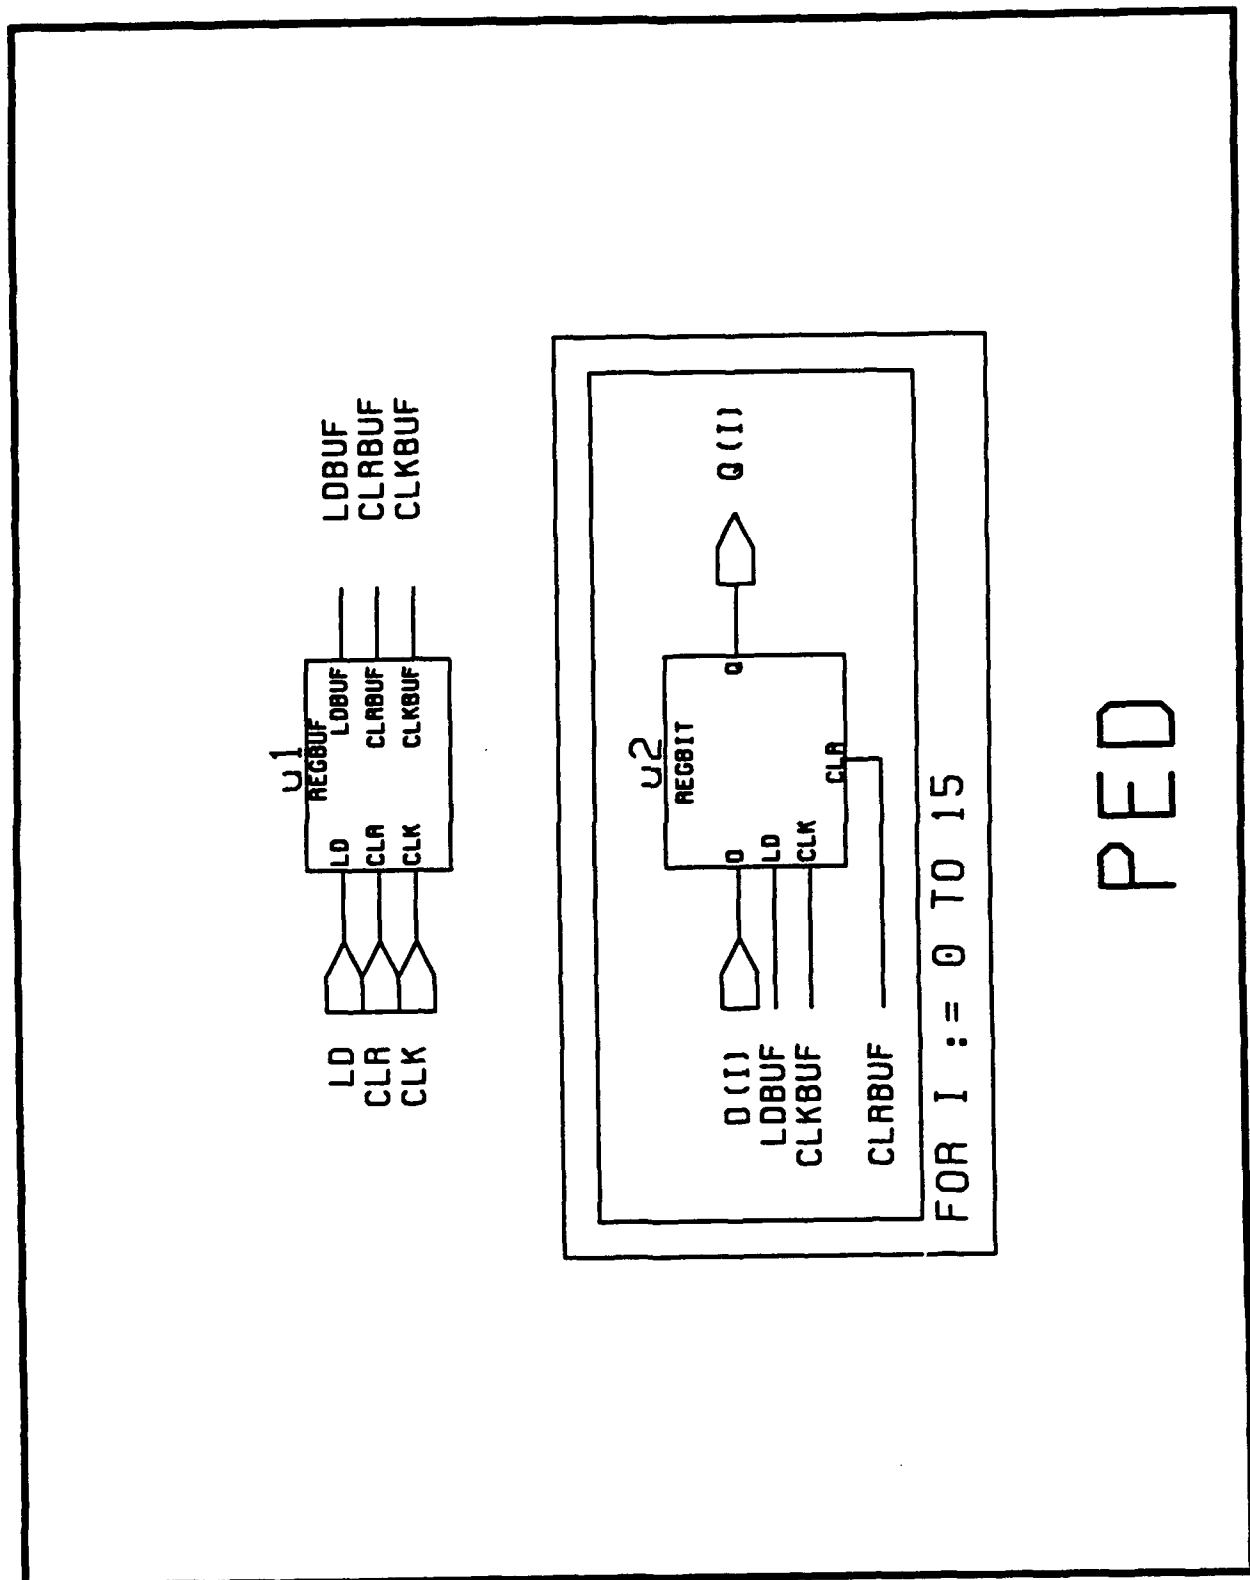 u1
REGBUF
LD LDBUF
CLR CLRBUF
CLK CLKBUF
LD
CLR
CLK
LDBUF
CLRBUF
CLKBUF
u2
REGBIT
D Q
LD
CLK
CLR
D(I)
LDBUF
CLKBUF
CLRBUF
Q(I)
FOR I := 0 TO 15
PED